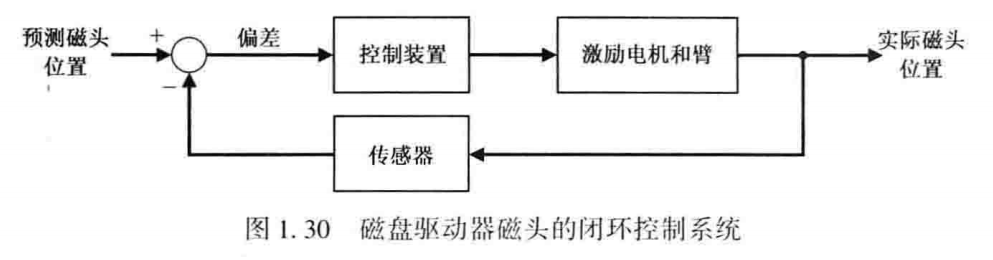 预测磁头
位置
+
偏差
−
控制装置
激励电机和臂
实际磁头
位置
传感器
图 1.30 磁盘驱动器磁头的闭环控制系统